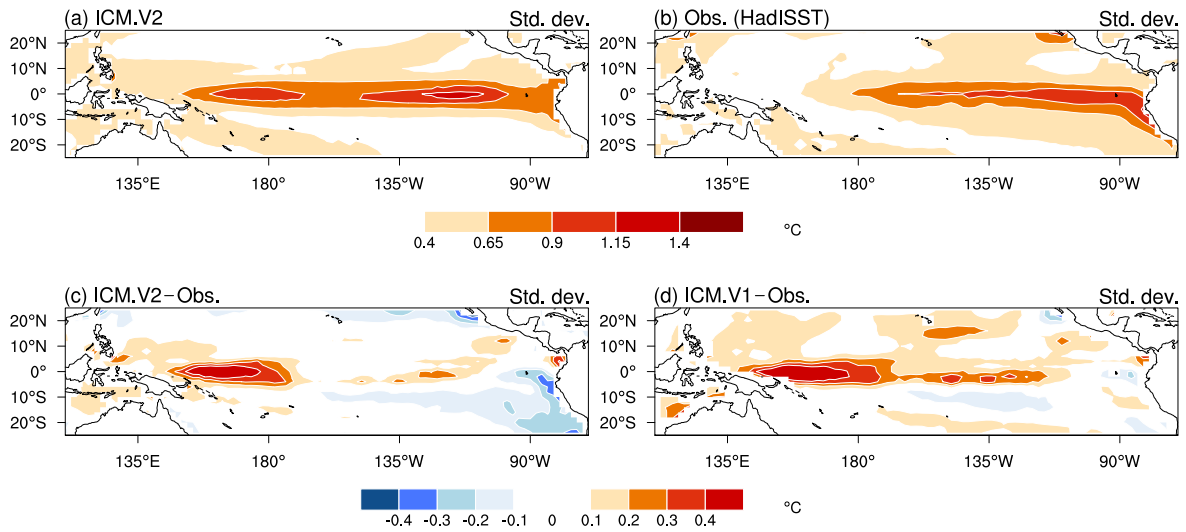 (a) ICM.V2 Std. dev.
(b) Obs. (HadISST) Std. dev.
20°N
10°N
0°
10°S
20°S
135°E 180° 135°W 90°W
20°N
10°N
0°
10°S
20°S
135°E 180° 135°W 90°W
0.4 0.65 0.9 1.15 1.4 °C
(c) ICM.V2−Obs. Std. dev.
(d) ICM.V1−Obs. Std. dev.
20°N
10°N
0°
10°S
20°S
135°E 180° 135°W 90°W
20°N
10°N
0°
10°S
20°S
135°E 180° 135°W 90°W
-0.4 -0.3 -0.2 -0.1 0 0.1 0.2 0.3 0.4 °C